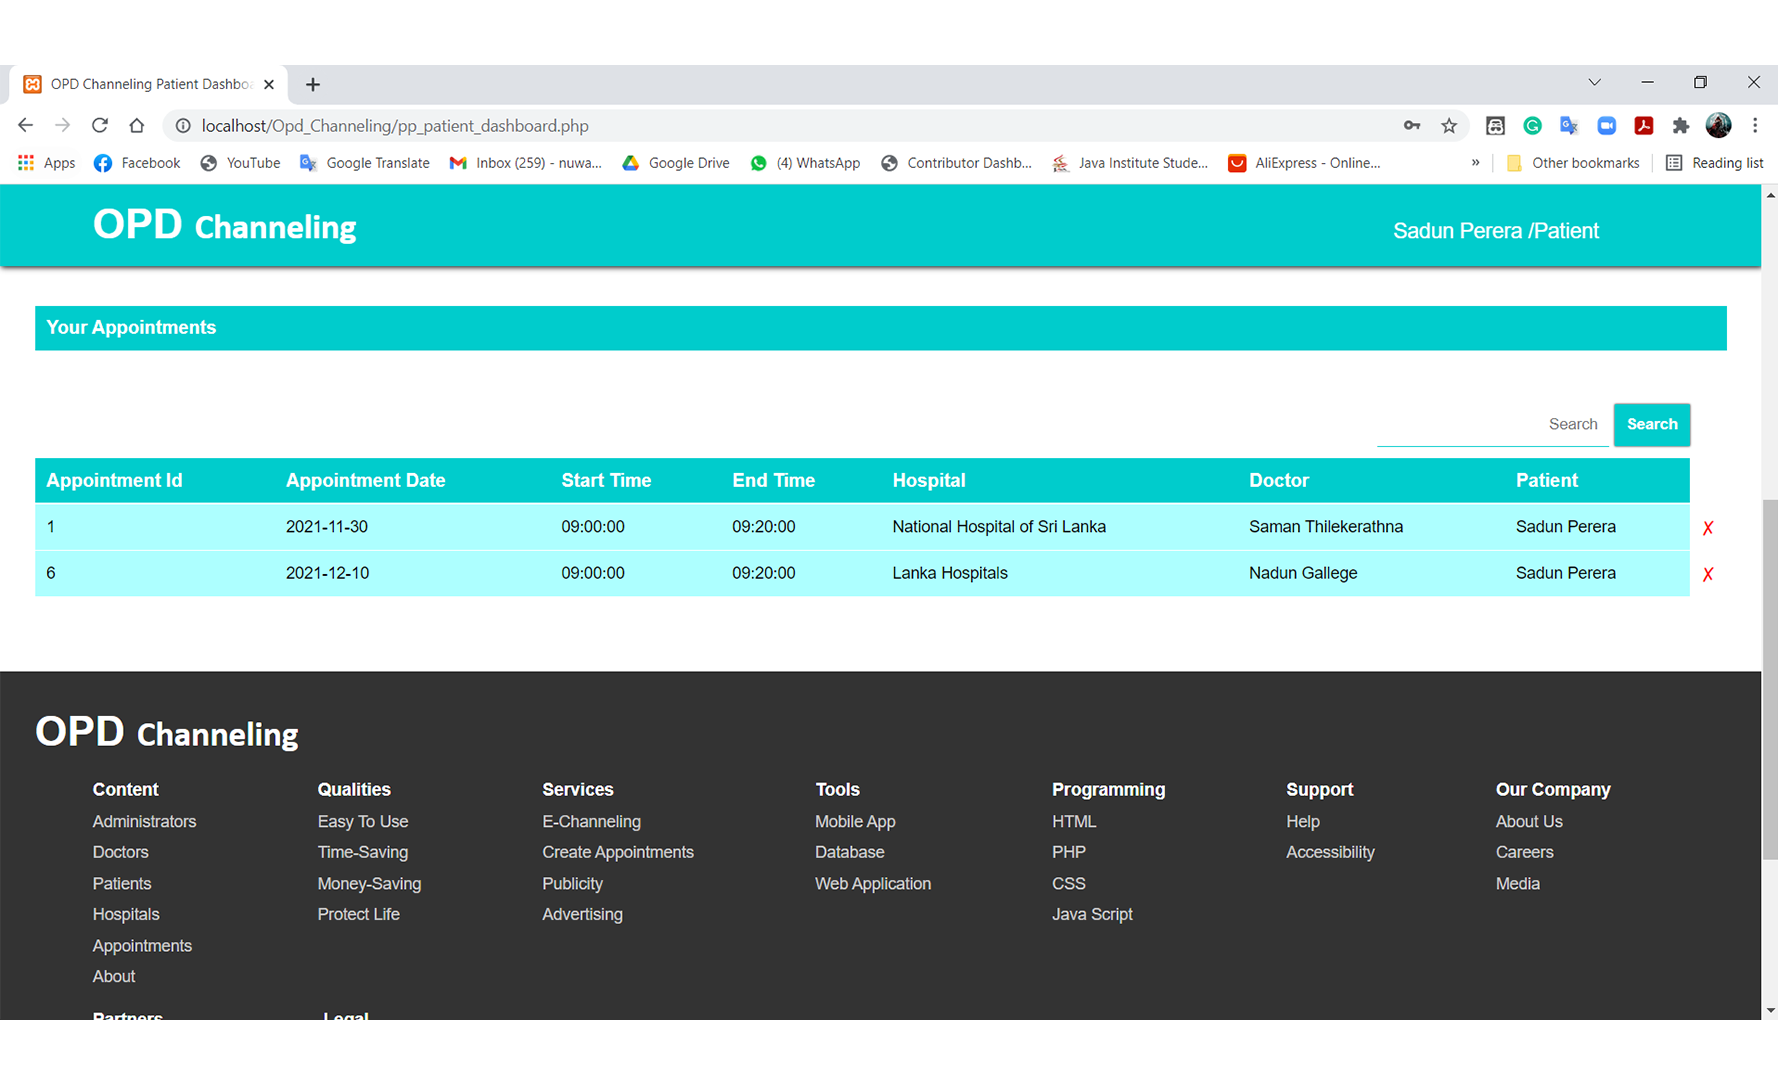 OPD Channeling Patient Dashboa
localhost/Opd_Channeling/pp_patient_dashboard.php
Apps Facebook YouTube Google Translate Inbox (259) - nuwa... Google Drive (4) WhatsApp Contributor Dashb... Java Institute Stude... AliExpress - Online... » Other bookmarks Reading list
OPD Channeling
Sadun Perera /Patient
Your Appointments
Search Search
Appointment Id Appointment Date Start Time End Time Hospital Doctor Patient
1 2021-11-30 09:00:00 09:20:00 National Hospital of Sri Lanka Saman Thilekerathna Sadun Perera ✗
6 2021-12-10 09:00:00 09:20:00 Lanka Hospitals Nadun Gallege Sadun Perera ✗
OPD Channeling
Content Qualities Services Tools Programming Support Our Company
Administrators Easy To Use E-Channeling Mobile App HTML Help About Us
Doctors Time-Saving Create Appointments Database PHP Accessibility Careers
Patients Money-Saving Publicity Web Application CSS Media
Hospitals Protect Life Advertising Java Script
Appointments
About
Partners Legal